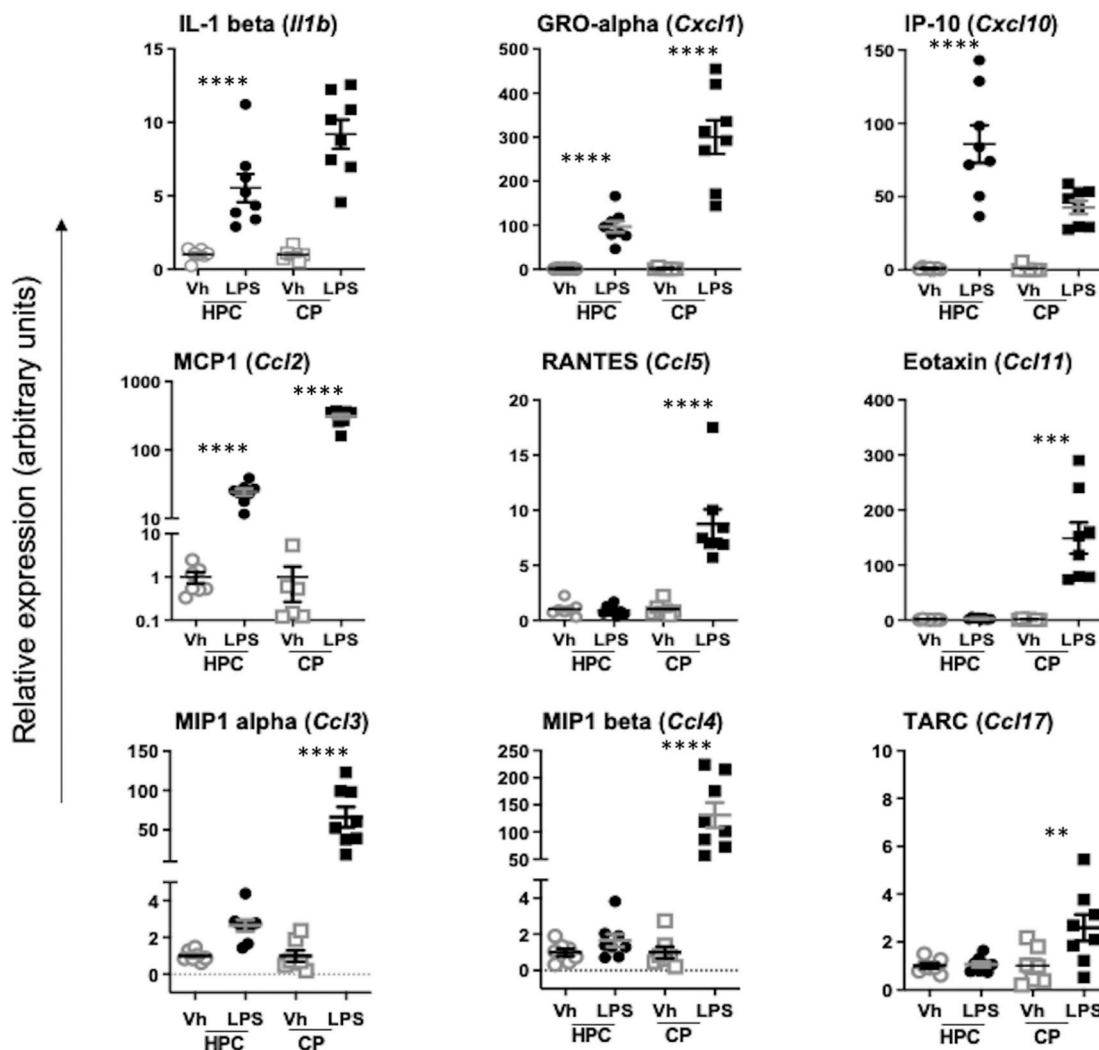 Relative expression (arbitrary units)
IL-1 beta (Il1b)
15
****
10
5
0
Vh LPS Vh LPS
HPC CP
GRO-alpha (Cxcl1)
500
****
400
300
200
****
100
0
Vh LPS Vh LPS
HPC CP
IP-10 (Cxcl10)
150
****
100
50
0
Vh LPS Vh LPS
HPC CP
MCP1 (Ccl2)
1000
****
100
****
10
10
1
0.1
Vh LPS Vh LPS
HPC CP
RANTES (Ccl5)
20
****
15
10
5
0
Vh LPS Vh LPS
HPC CP
Eotaxin (Ccl11)
400
300
***
200
100
0
Vh LPS Vh LPS
HPC CP
MIP1 alpha (Ccl3)
150
****
100
50
4
2
0
Vh LPS Vh LPS
HPC CP
MIP1 beta (Ccl4)
250
****
200
150
100
50
4
2
0
Vh LPS Vh LPS
HPC CP
TARC (Ccl17)
10
8
6
**
4
2
0
Vh LPS Vh LPS
HPC CP